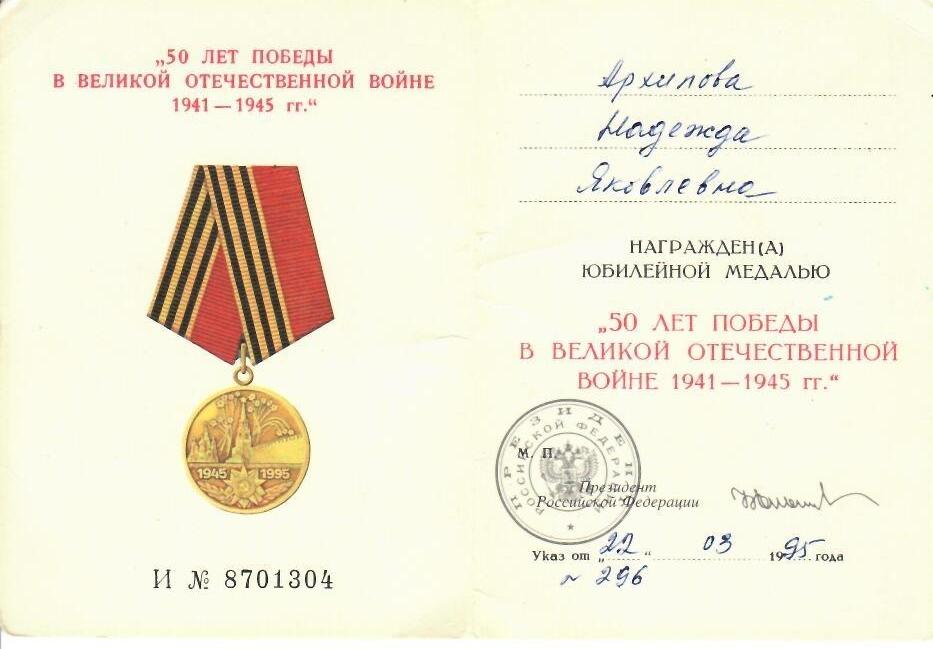 „50 ЛЕТ ПОБЕДЫ
В ВЕЛИКОЙ ОТЕЧЕСТВЕННОЙ ВОЙНЕ
1941—1945 гг.“
1945 1995
И № 8701304
Архипова
Надежда
Яковлевна
НАГРАЖДЕН(А)
ЮБИЛЕЙНОЙ МЕДАЛЬЮ
„50 ЛЕТ ПОБЕДЫ
В ВЕЛИКОЙ ОТЕЧЕСТВЕННОЙ
ВОЙНЕ 1941—1945 гг.“
ПРЕЗИДЕНТ
РОССИЙСКОЙ ФЕДЕРАЦИИ
М. П.
Президент
Российской Федерации
Указ от „22“ 03 1995 года
№ 296